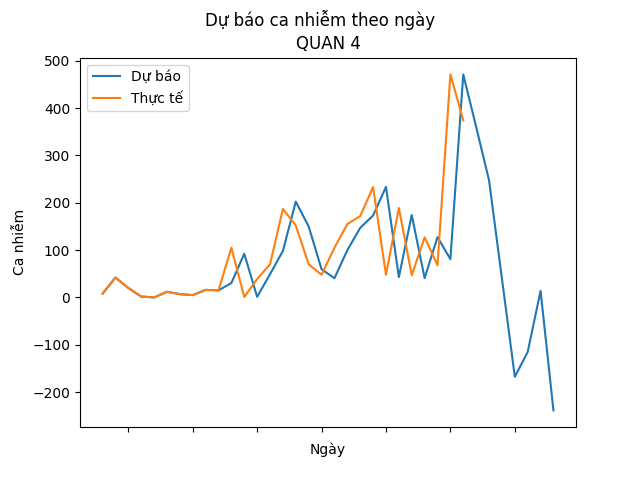 Dự báo ca nhiễm theo ngày
QUAN 4
Dự báo
Thực tế
500
400
300
200
100
0
−100
−200
Ca nhiễm
Ngày